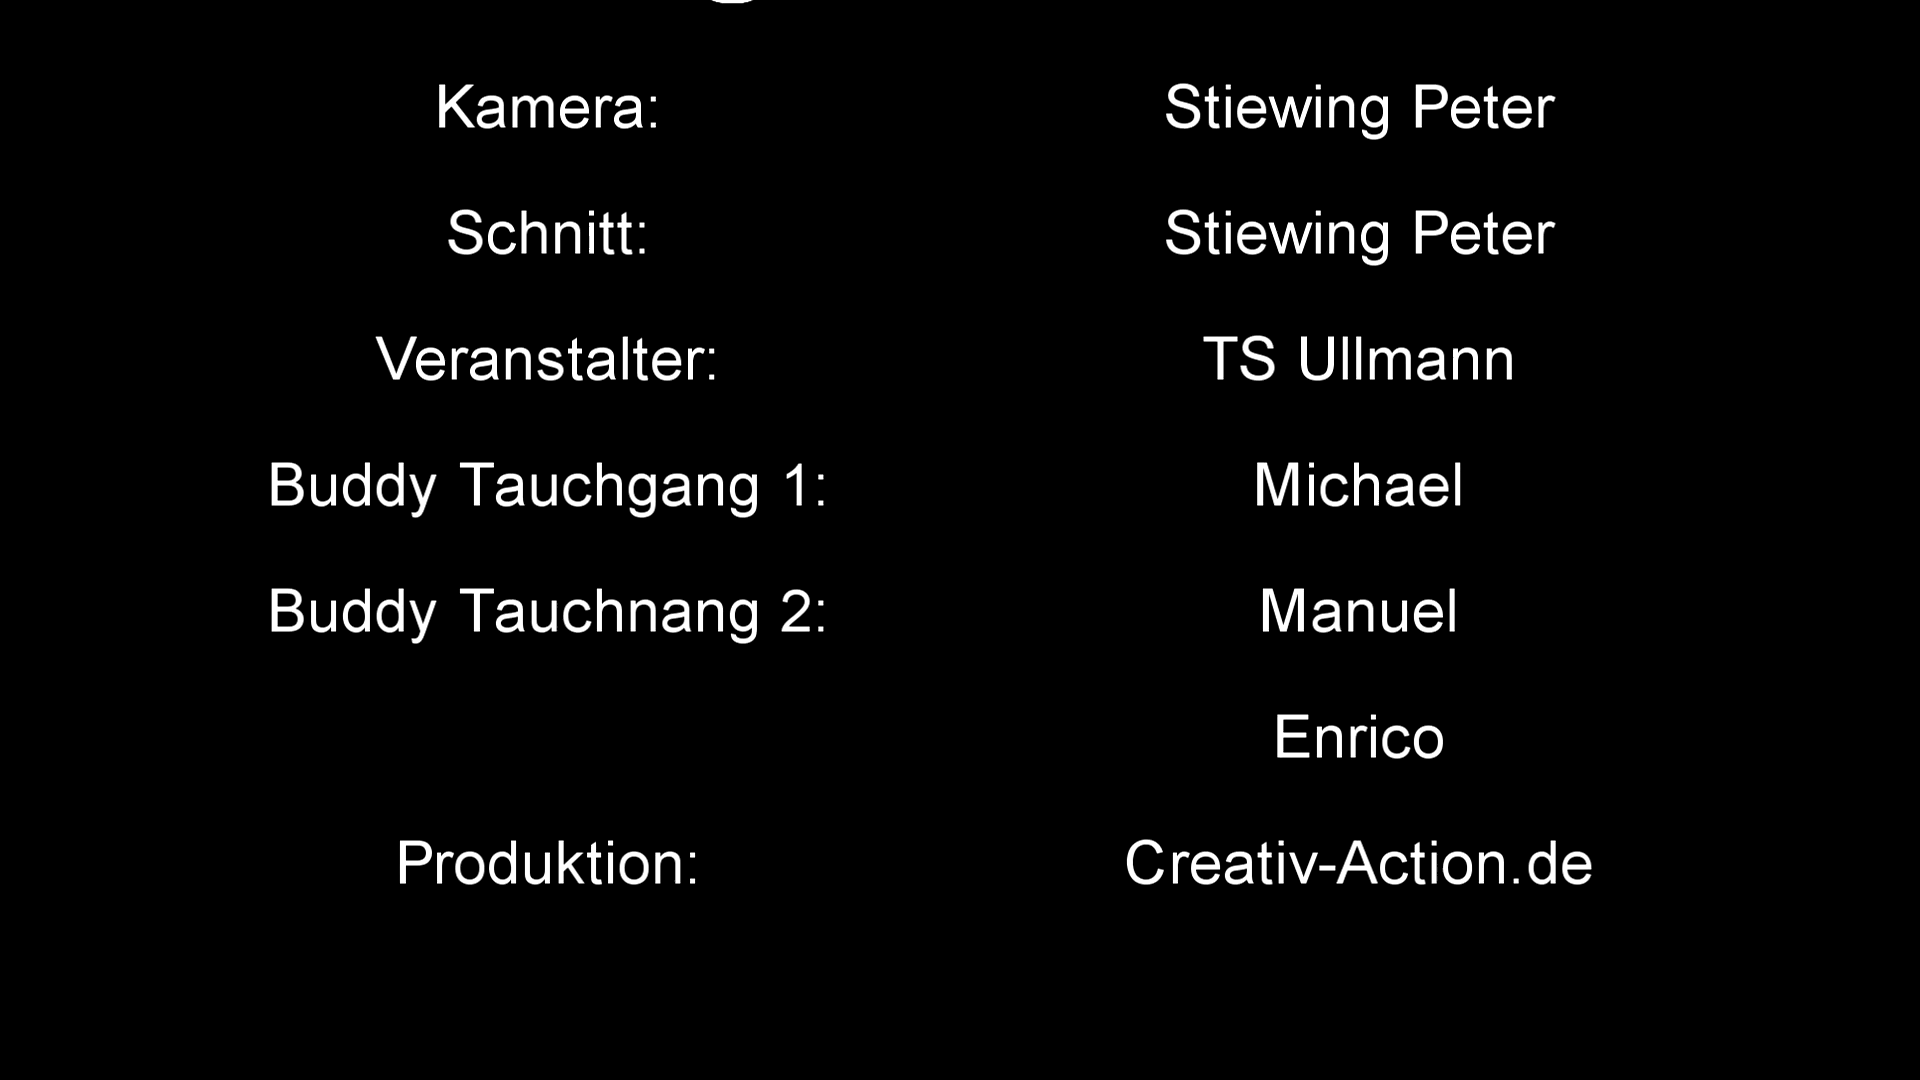 Kamera: Stiewing Peter
Schnitt: Stiewing Peter
Veranstalter: TS Ullmann
Buddy Tauchgang 1: Michael
Buddy Tauchnang 2: Manuel
Enrico
Produktion: Creativ-Action.de